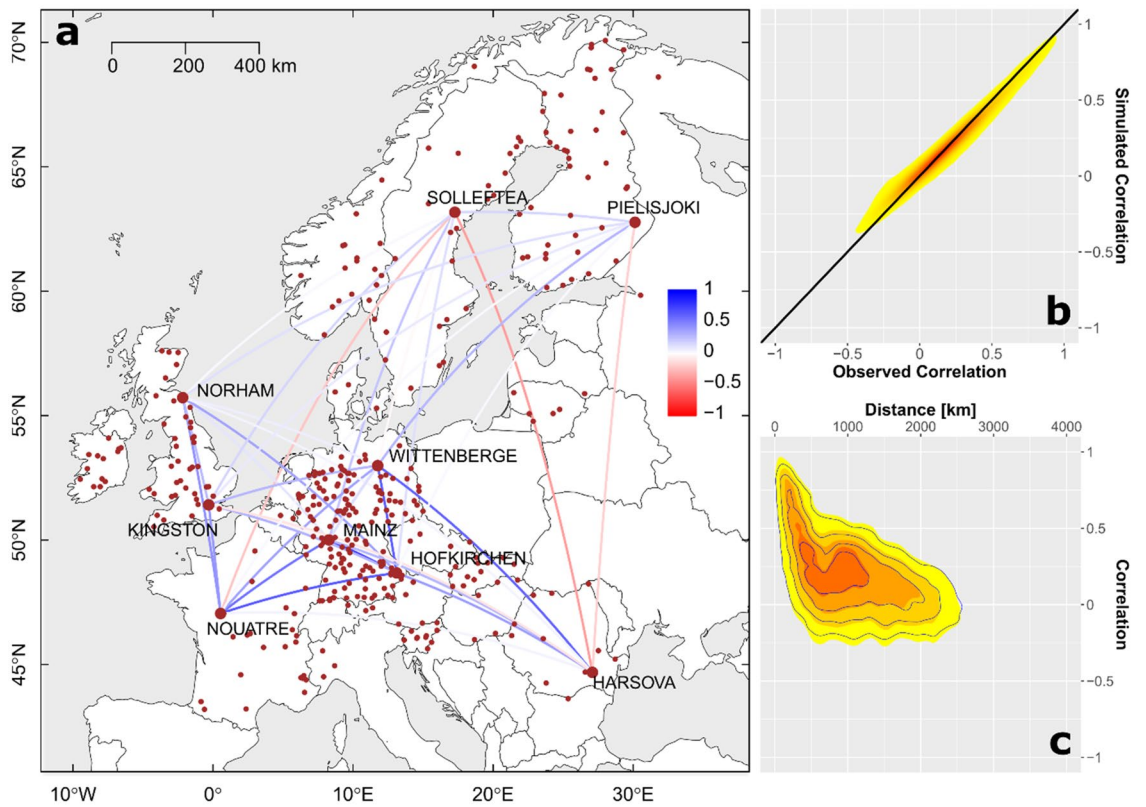 a
0 200 400 km
70°N
65°N
60°N
55°N
50°N
45°N
10°W 0° 10°E 20°E 30°E
SOLLEFTEA
PIELISJOKI
NORHAM
WITTENBERGE
KINGSTON
MAINZ
HOFKIRCHEN
NOUATRE
HARSOVA
1
0.5
0
−0.5
−1
b
1
0.5
0
-0.5
-1
Simulated Correlation
-1 -0.5 0 0.5 1
Observed Correlation
Distance [km]
0 1000 2000 3000 4000
1
0.5
0
-0.5
-1
Correlation
c